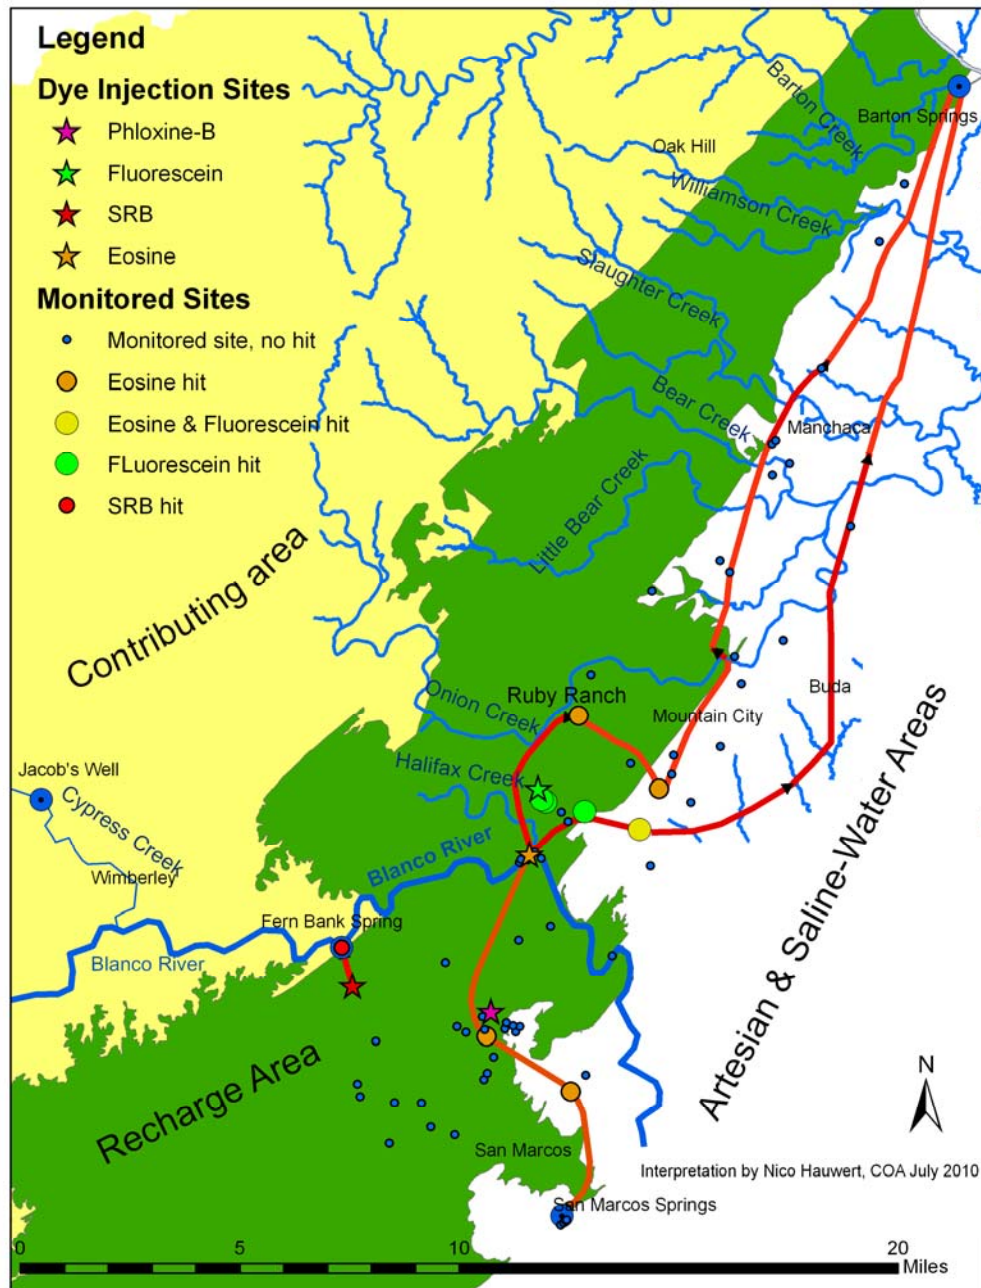 Legend
Dye Injection Sites
Phloxine-B
Fluorescein
SRB
Eosine
Monitored Sites
Monitored site, no hit
Eosine hit
Eosine & Fluorescein hit
FLuorescein hit
SRB hit
Barton Creek
Barton Springs
Oak Hill
Williamson Creek
Slaughter Creek
Bear Creek
Manchaca
Little Bear Creek
Contributing area
Ruby Ranch
Onion Creek
Buda
Mountain City
Halifax Creek
Jacob's Well
Cypress Creek
Blanco River
Wimberley
Fern Bank Spring
Blanco River
Artesian & Saline-Water Areas
Recharge Area
N
San Marcos
Interpretation by Nico Hauwert, COA July 2010
San Marcos Springs
0 5 10 20
Miles